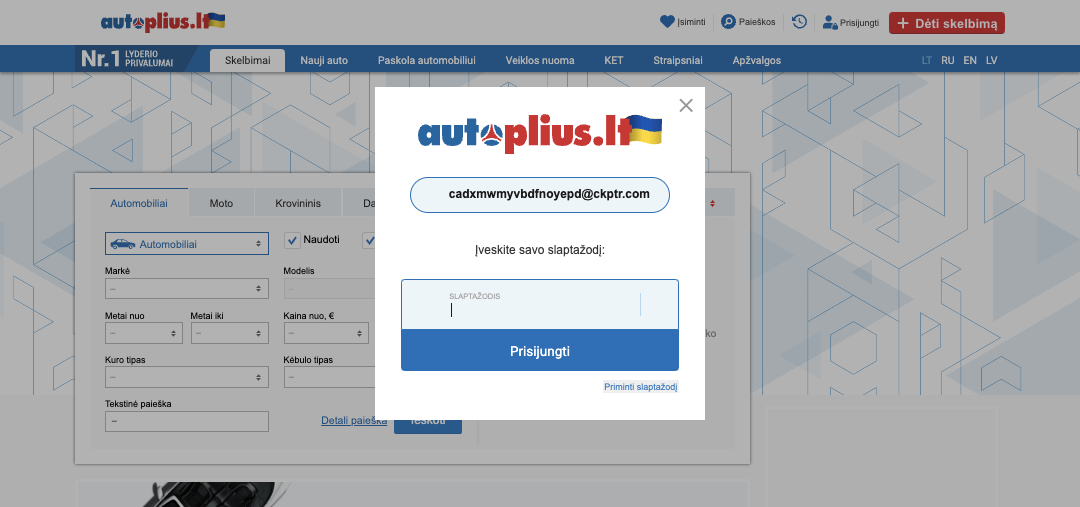 autoplius.lt
Įsiminti
Paieškos
Prisijungti
Dėti skelbimą
Nr.1 LYDERIO PRIVALUMAI
Skelbimai
Nauji auto
Paskola automobiliui
Veiklos nuoma
KET
Straipsniai
Apžvalgos
LT RU EN LV
autoplius.lt
cadxmwmyvbdfnoyepd@ckptr.com
Įveskite savo slaptažodį:
SLAPTAŽODIS
Prisijungti
Priminti slaptažodį
Automobiliai
Moto
Krovininis
Automobiliai
Naudoti
Markė
Modelis
Metai nuo
Metai iki
Kaina nuo, €
Kuro tipas
Kėbulo tipas
Tekstinė paieška
Detali paieška
Ieškoti